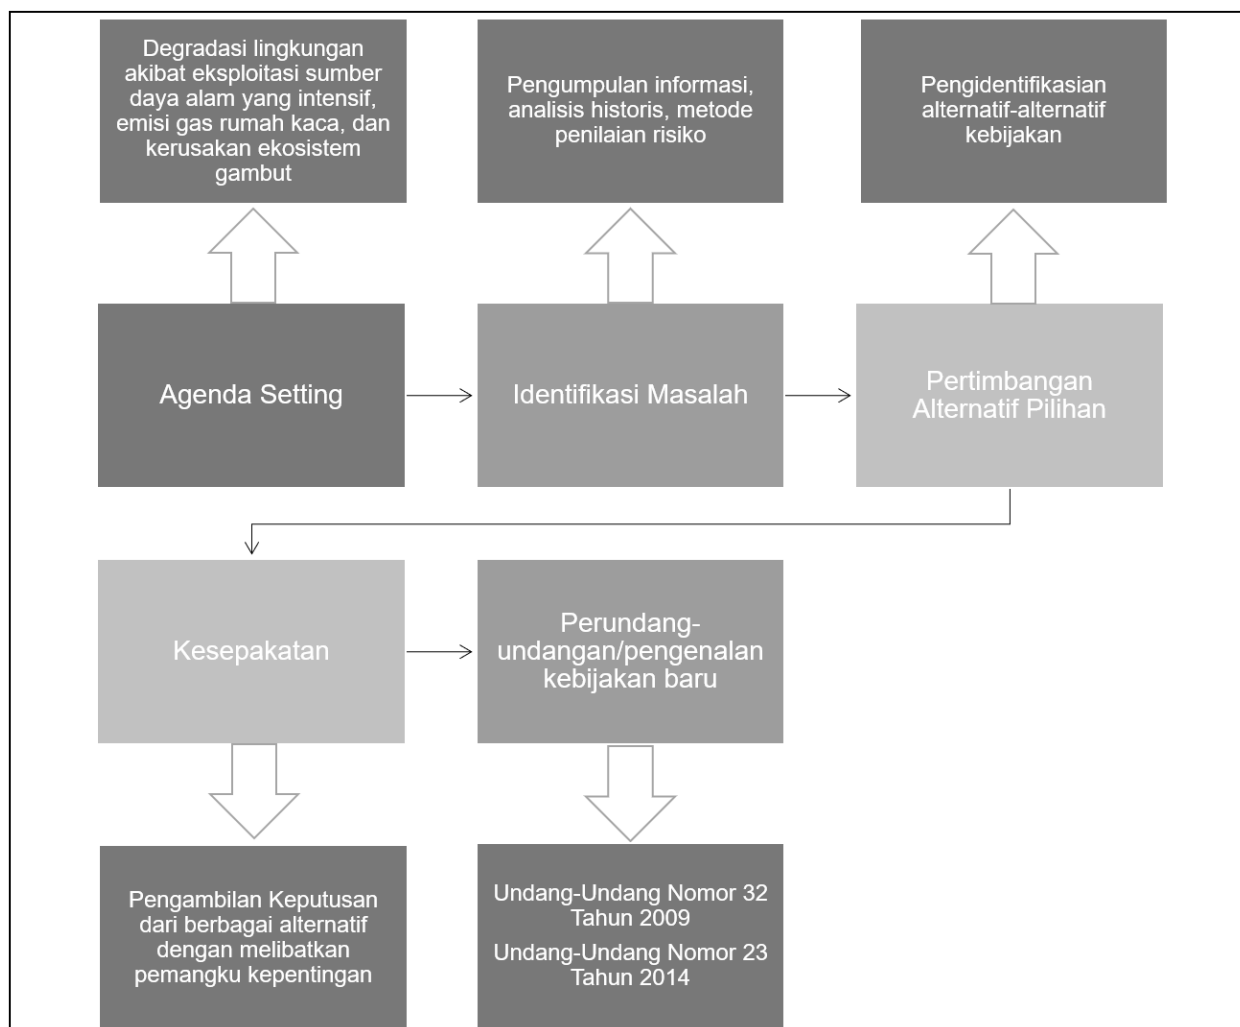 Degradasi lingkungan
akibat eksploitasi sumber
daya alam yang intensif,
emisi gas rumah kaca, dan
kerusakan ekosistem
gambut
Pengumpulan informasi,
analisis historis, metode
penilaian risiko
Pengidentifikasian
alternatif-alternatif
kebijakan
Agenda Setting
Identifikasi Masalah
Pertimbangan
Alternatif Pilihan
Kesepakatan
Perundang-
undangan/pengenalan
kebijakan baru
Pengambilan Keputusan
dari berbagai alternatif
dengan melibatkan
pemangku kepentingan
Undang-Undang Nomor 32
Tahun 2009
Undang-Undang Nomor 23
Tahun 2014